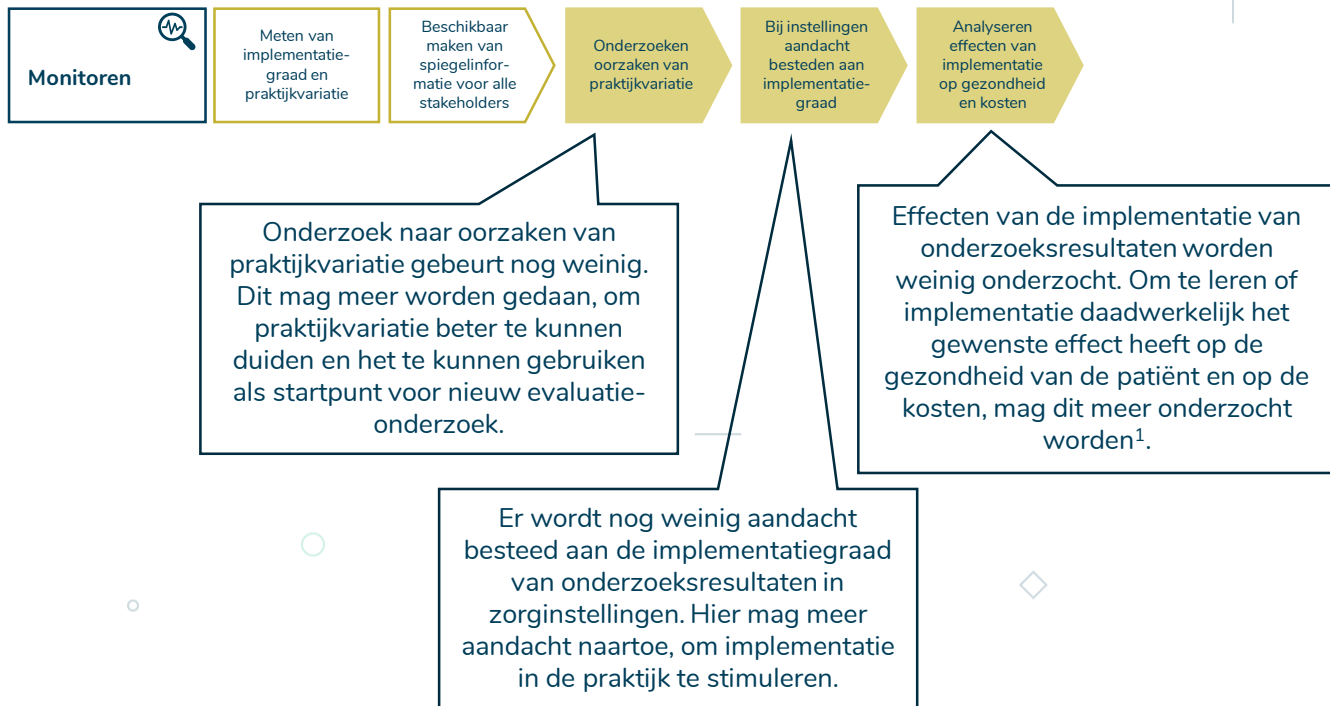 Monitoren
Meten van
implementatie-
graad en
praktijkvariatie
Beschikbaar
maken van
spiegelinfor-
matie voor alle
stakeholders
Onderzoeken
oorzaken van
praktijkvariatie
Bij instellingen
aandacht
besteden aan
implementatie-
graad
Analyseren
effecten van
implementatie
op gezondheid
en kosten
Onderzoek naar oorzaken van
praktijkvariatie gebeurt nog weinig.
Dit mag meer worden gedaan, om
praktijkvariatie beter te kunnen
duiden en het te kunnen gebruiken
als startpunt voor nieuw evaluatie-
onderzoek.
Effecten van de implementatie van
onderzoeksresultaten worden
weinig onderzocht. Om te leren of
implementatie daadwerkelijk het
gewenste effect heeft op de
gezondheid van de patiënt en op de
kosten, mag dit meer onderzocht
worden¹.
Er wordt nog weinig aandacht
besteed aan de implementatiegraad
van onderzoeksresultaten in
zorginstellingen. Hier mag meer
aandacht naartoe, om implementatie
in de praktijk te stimuleren.